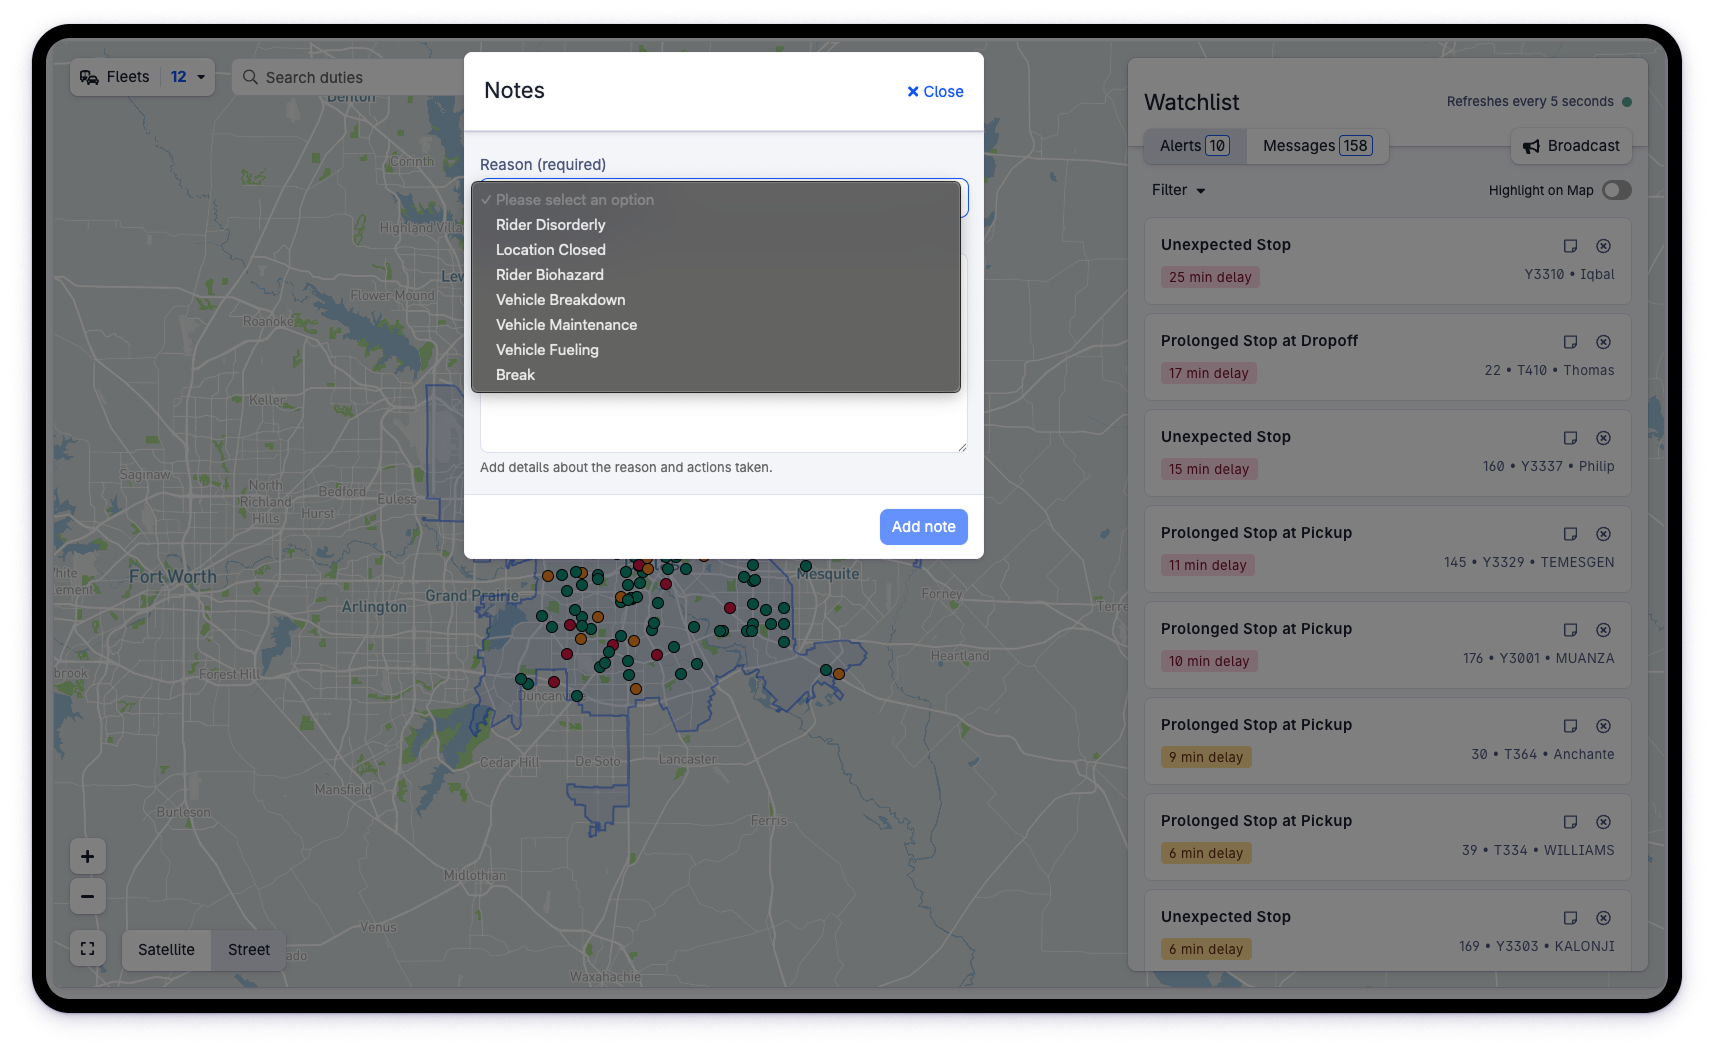 Fleets 12
Search duties
Notes
Close
Reason (required)
Please select an option
Rider Disorderly
Location Closed
Rider Biohazard
Vehicle Breakdown
Vehicle Maintenance
Vehicle Fueling
Break
Add details about the reason and actions taken.
Add note
Watchlist
Refreshes every 5 seconds
Alerts 10
Messages 158
Broadcast
Filter
Highlight on Map
Unexpected Stop
25 min delay
Y3310 • Iqbal
Prolonged Stop at Dropoff
17 min delay
22 • T410 • Thomas
Unexpected Stop
15 min delay
160 • Y3337 • Philip
Prolonged Stop at Pickup
11 min delay
145 • Y3329 • TEMESGEN
Prolonged Stop at Pickup
10 min delay
176 • Y3001 • MUANZA
Prolonged Stop at Pickup
9 min delay
30 • T364 • Anchante
Prolonged Stop at Pickup
6 min delay
39 • T334 • WILLIAMS
Unexpected Stop
6 min delay
169 • Y3303 • KALONJI
Denton
Corinth
Highland Villa
Lew
Flower Mound
Roanoke
Keller
Saginaw
North
Richland
Hills
Bedford
Hurst
Euless
Fort Worth
Arlington
Grand Prairie
Mesquite
Forney
Terre
Heartland
Forest Hill
Duncanv
Cedar Hill
De Soto
Lancaster
Mansfield
Burleson
Ferris
Midlothian
Venus
Waxahachie
Satellite
Street